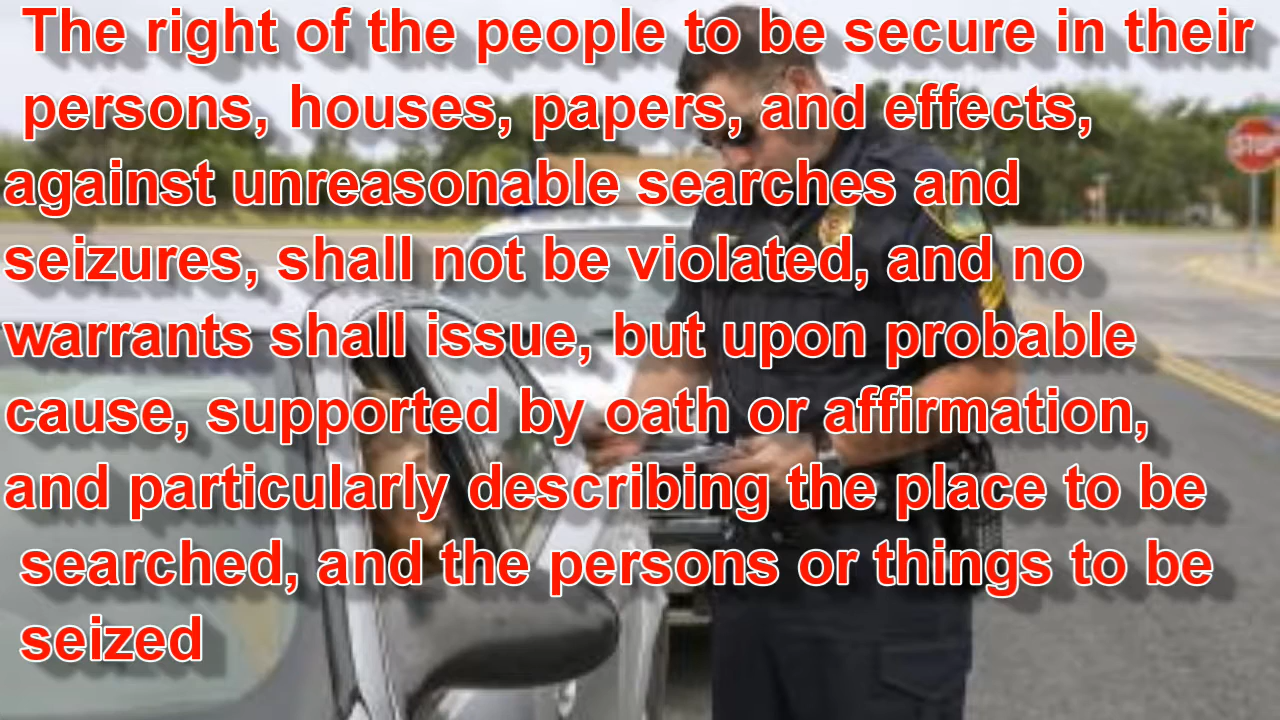 The right of the people to be secure in their
persons, houses, papers, and effects,
against unreasonable searches and
seizures, shall not be violated, and no
warrants shall issue, but upon probable
cause, supported by oath or affirmation,
and particularly describing the place to be
searched, and the persons or things to be
seized
STOP